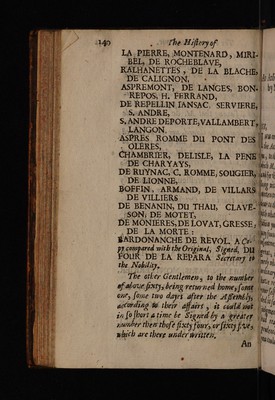 140 The History of
LA PIERRE, MONTENARD, MIRI-
BEL, DE ROCHEBLAVE,
KALHANETTES, DE LA BLACHE,
DE CALIGNON,
ASPREMONT, DE LANGES, BON-
REPOS, H. FERRAND,
DE REPELLIN JANSAC, SERVIERE,
S. ANDRE,
S. ANDRE DEPORTE, VALLAMBERT,
LANGON,
ASPRES ROMME DU PONT DES
OLERES,
CHAMBRIER, DELISLE, LA PENE
DE CHARYAYS,
DE RUYNAC, C. ROMME, SOUGIER,
DE LIONNE,
BOFFIN, ARMAND, DE VILLARS
DE VILLIERS
DE BENANIN, DU THAU, CLAVE-
SON, DE MOTET,
DE MONIERES, DE LOVAT, GRESSE,
DE LA MORTE:
BARDONANCHE DE REVOL. A Co-
py compared with the Original, Signed, DU
FOUR DE LA REPARA Secretary to
the Nobility.
The other Gentlemen, to the number
of above sixty, being returned home, some
one, some two days after the Assembly,
according to their affairs, it could not
in so short a time be Signed by a greater
number then those sixty four, or sixty five,
which are there under written.
An